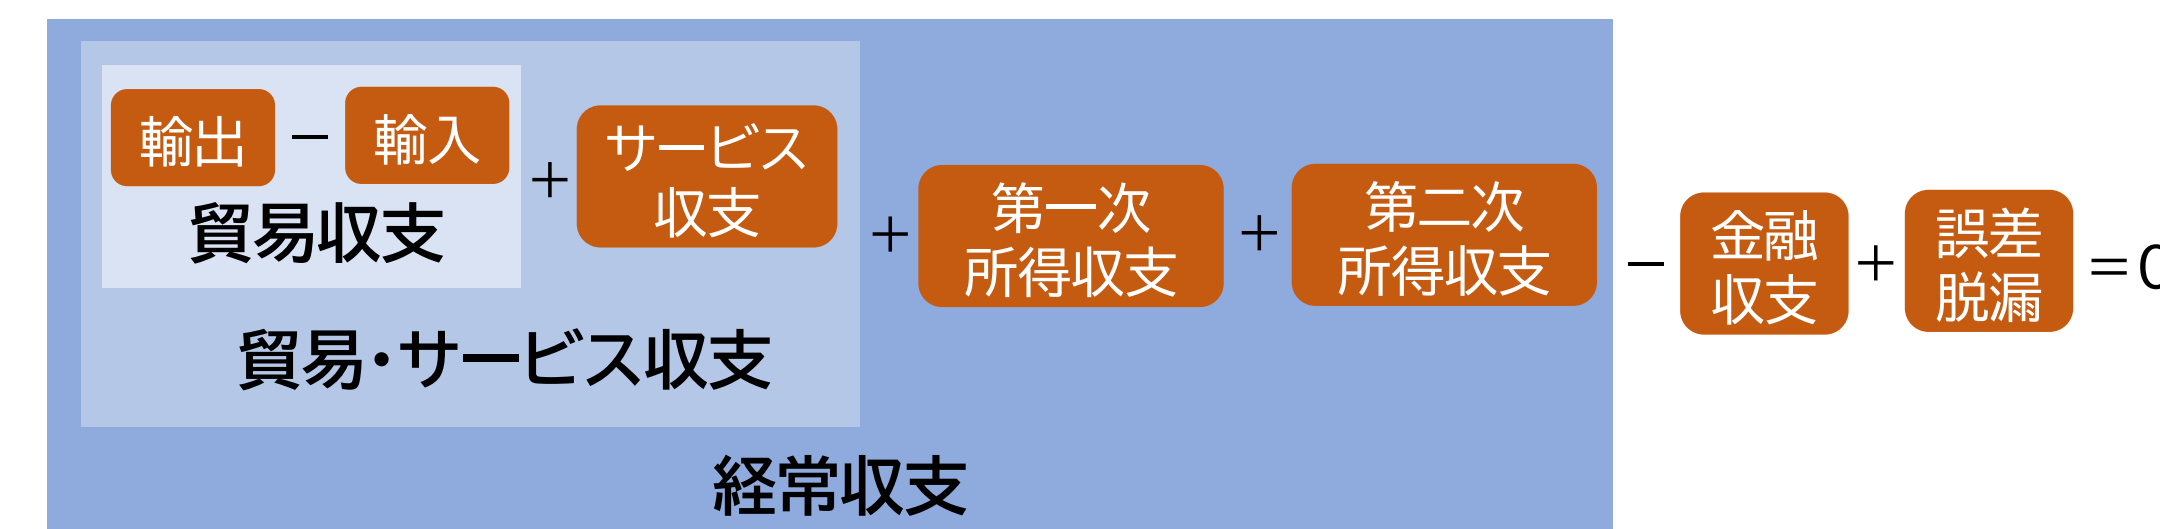 輸出 − 輸入
貿易収支
+
サービス
収支
貿易・サービス収支
+
第一次
所得収支
+
第二次
所得収支
経常収支
−
金融
収支
+
誤差
脱漏
=0